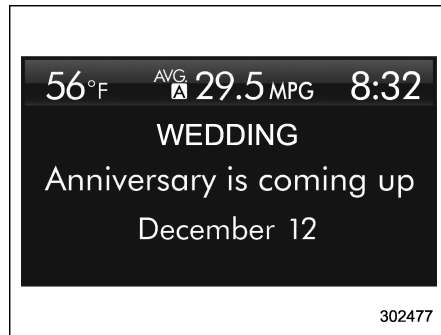 56°F AVG. A 29.5 MPG 8:32
WEDDING
Anniversary is coming up
December 12
302477